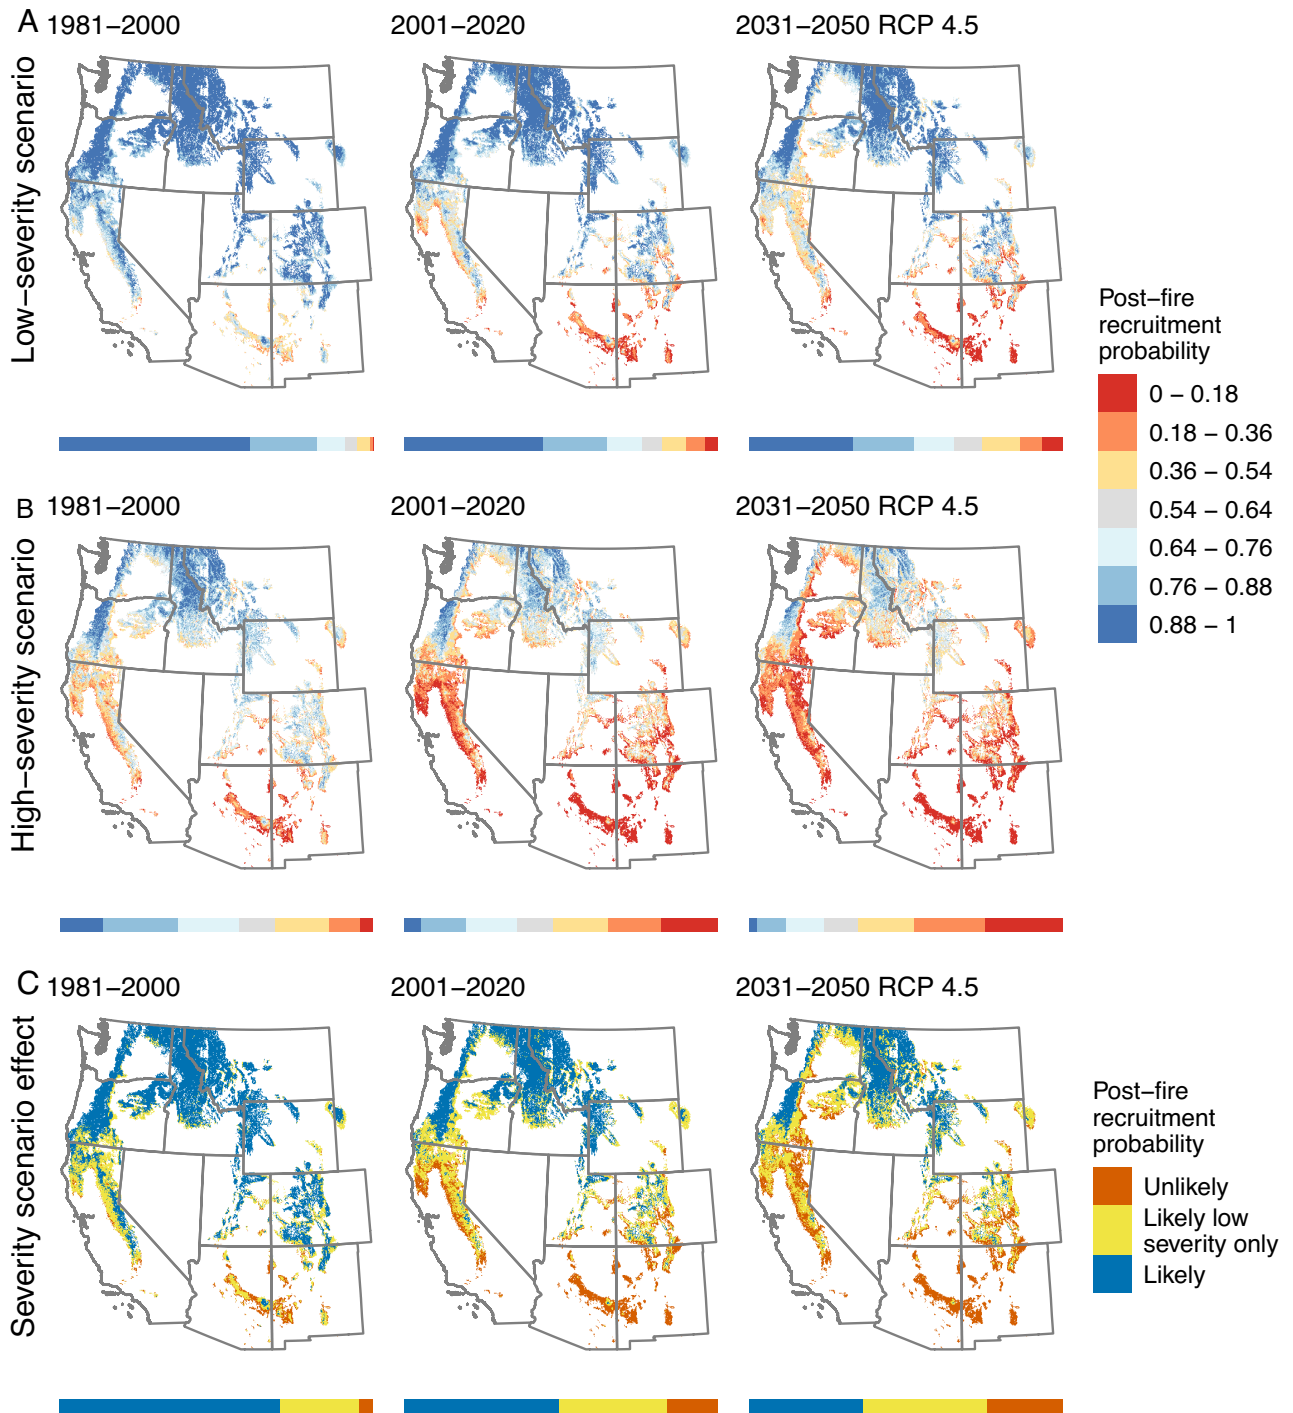 A
1981–2000
2001–2020
2031–2050 RCP 4.5
Low–severity scenario
Post–fire
recruitment
probability
0 – 0.18
0.18 – 0.36
0.36 – 0.54
0.54 – 0.64
0.64 – 0.76
0.76 – 0.88
0.88 – 1
B
1981–2000
2001–2020
2031–2050 RCP 4.5
High–severity scenario
C
1981–2000
2001–2020
2031–2050 RCP 4.5
Severity scenario effect
Post–fire
recruitment
probability
Unlikely
Likely low
severity only
Likely